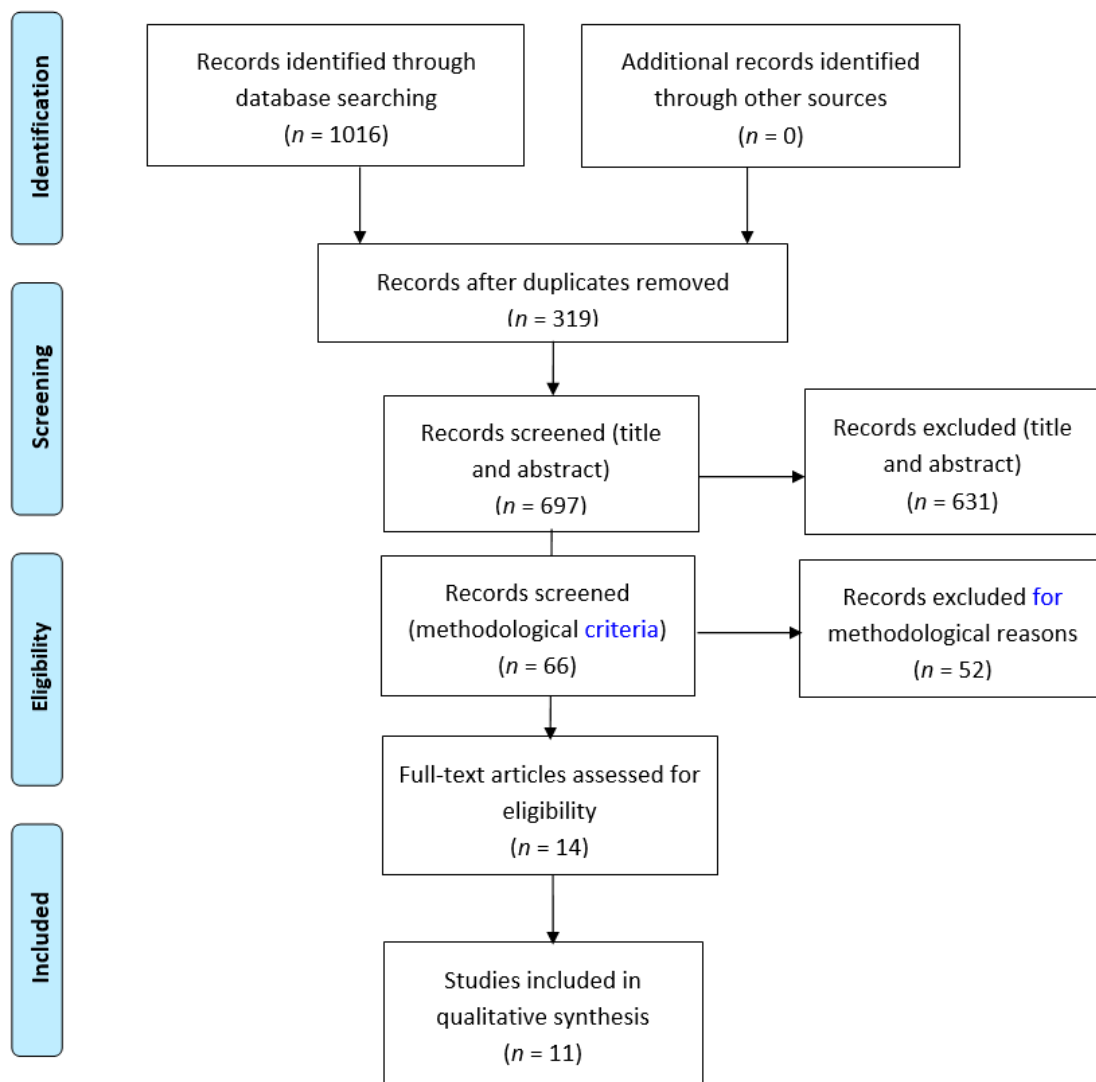 Identification
Records identified through
database searching
(n = 1016)
Additional records identified
through other sources
(n = 0)
Screening
Records after duplicates removed
(n = 319)
Records screened (title
and abstract)
(n = 697)
Records excluded (title
and abstract)
(n = 631)
Eligibility
Records screened
(methodological criteria)
(n = 66)
Records excluded for
methodological reasons
(n = 52)
Full-text articles assessed for
eligibility
(n = 14)
Included
Studies included in
qualitative synthesis
(n = 11)